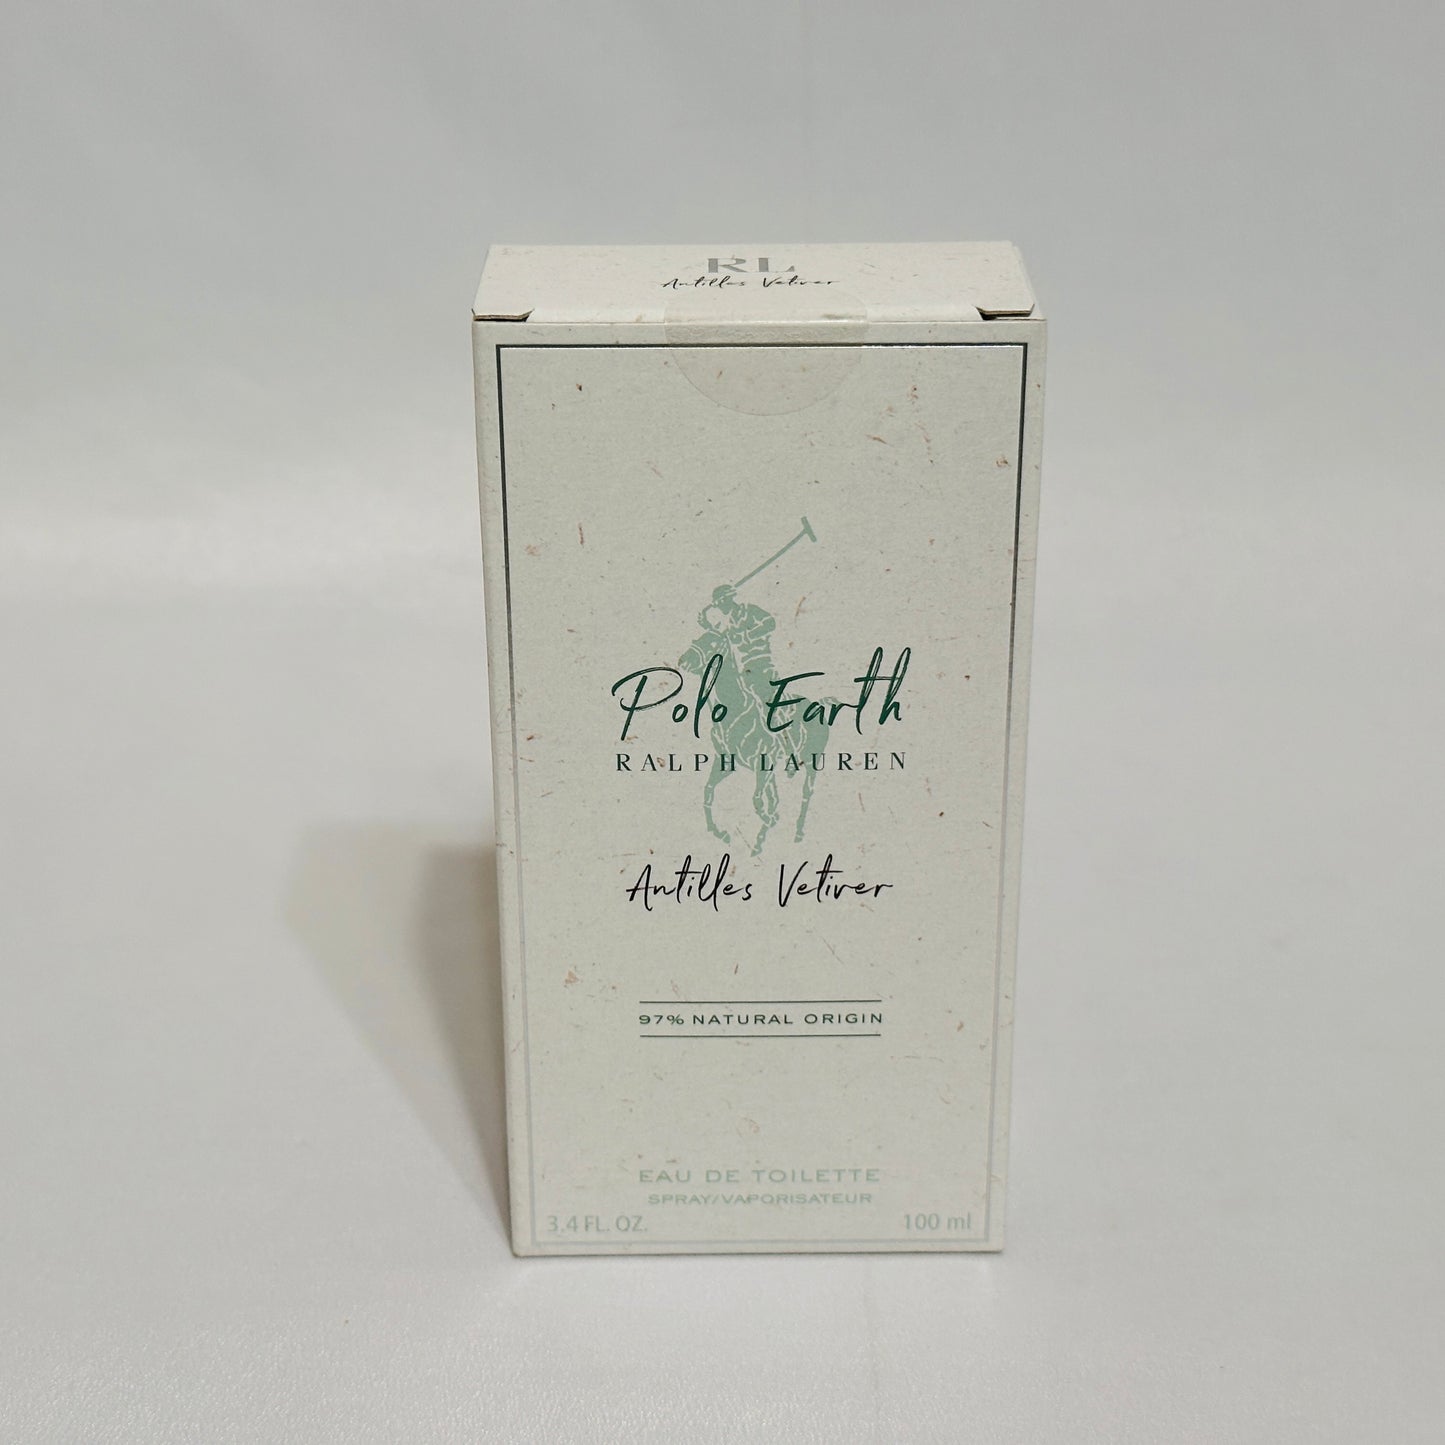 RL
Antilles Vetiver
Polo Earth
RALPH LAUREN
Antilles Vetiver
97% NATURAL ORIGIN
EAU DE TOILETTE
SPRAY/VAPORISATEUR
3.4 FL. OZ. 100 ml